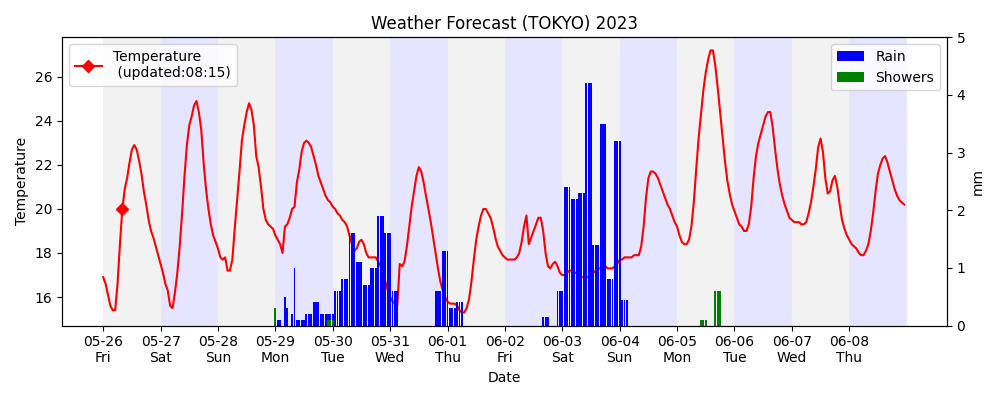 Weather Forecast (TOKYO) 2023
Temperature
(updated:08:15)
Rain
Showers
Temperature
26
24
22
20
18
16
5
4
3
2
1
0
mm
05-26 05-27 05-28 05-29 05-30 05-31 06-01 06-02 06-03 06-04 06-05 06-06 06-07 06-08
Fri Sat Sun Mon Tue Wed Thu Fri Sat Sun Mon Tue Wed Thu
Date